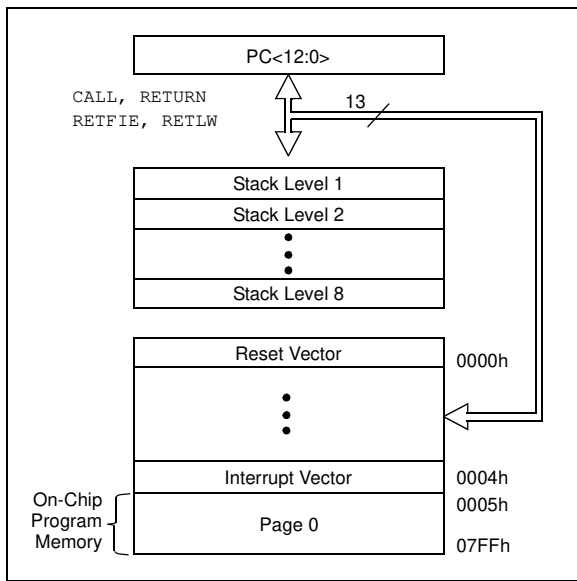 PC<12:0>
CALL, RETURN
RETFIE, RETLW
13
Stack Level 1
Stack Level 2
Stack Level 8
Reset Vector
0000h
Interrupt Vector
0004h
On-Chip
Program
Memory
Page 0
0005h
07FFh